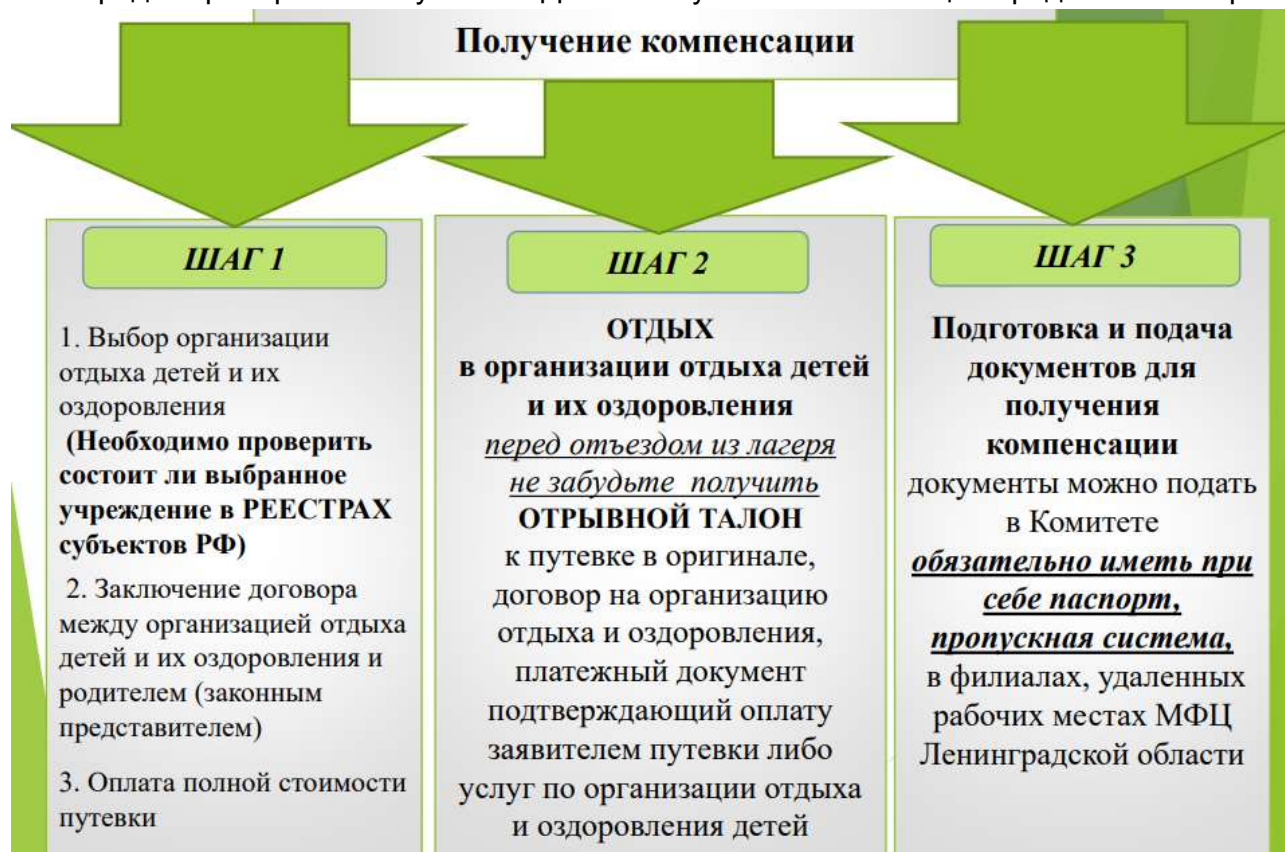 Получение компенсации
ШАГ 1
1. Выбор организации
отдыха детей и их
оздоровления
(Необходимо проверить
состоит ли выбранное
учреждение в РЕЕСТРАХ
субъектов РФ)
2. Заключение договора
между организацией отдыха
детей и их оздоровления и
родителем (законным
представителем)
3. Оплата полной стоимости
путевки
ШАГ 2
ОТДЫХ
в организации отдыха детей
и их оздоровления
перед отъездом из лагеря
не забудьте получить
ОТРЫВНОЙ ТАЛОН
к путевке в оригинале,
договор на организацию
отдыха и оздоровления,
платежный документ
подтверждающий оплату
заявителем путевки либо
услуг по организации отдыха
и оздоровления детей
ШАГ 3
Подготовка и подача
документов для
получения
компенсации
документы можно подать
в Комитете
обязательно иметь при
себе паспорт,
пропускная система,
в филиалах, удаленных
рабочих местах МФЦ
Ленинградской области